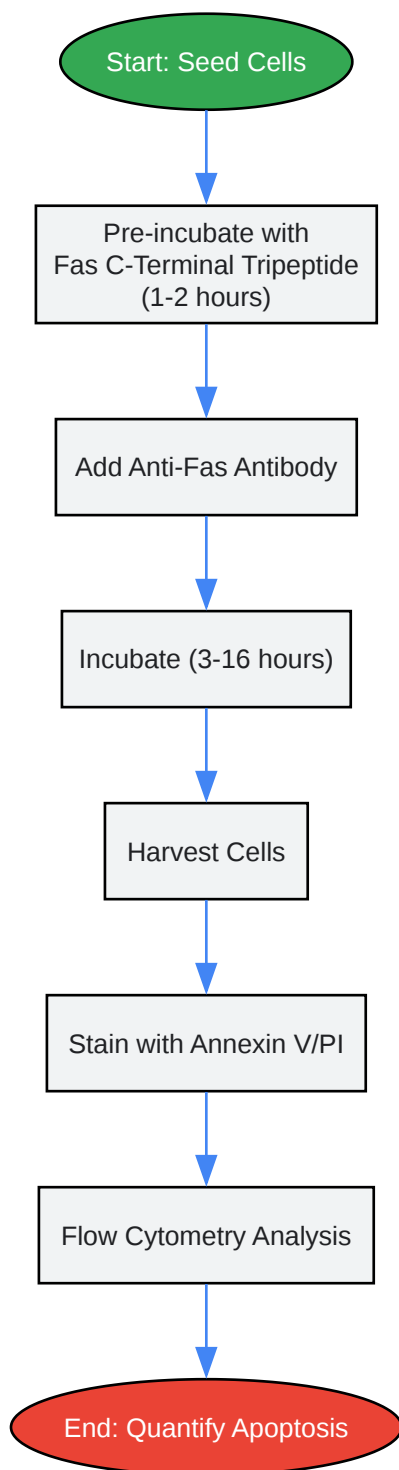 Start: Seed Cells
Pre-incubate with
Fas C-Terminal Tripeptide
(1-2 hours)
Add Anti-Fas Antibody
Incubate (3-16 hours)
Harvest Cells
Stain with Annexin V/PI
Flow Cytometry Analysis
End: Quantify Apoptosis